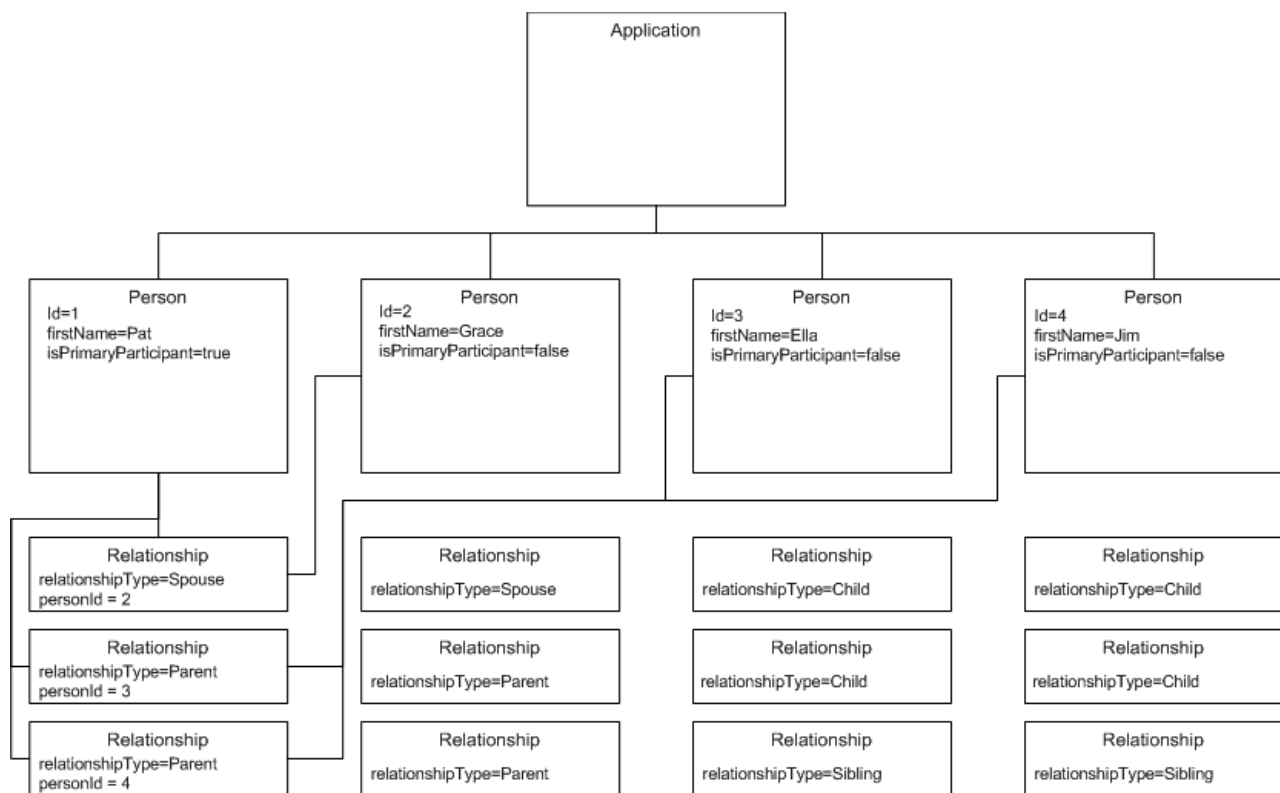 Application
Person
Id=1
firstName=Pat
isPrimaryParticipant=true
Person
Id=2
firstName=Grace
isPrimaryParticipant=false
Person
Id=3
firstName=Ella
isPrimaryParticipant=false
Person
Id=4
firstName=Jim
isPrimaryParticipant=false
Relationship
relationshipType=Spouse
personId = 2
Relationship
relationshipType=Spouse
Relationship
relationshipType=Child
Relationship
relationshipType=Child
Relationship
relationshipType=Parent
personId = 3
Relationship
relationshipType=Parent
Relationship
relationshipType=Child
Relationship
relationshipType=Child
Relationship
relationshipType=Parent
personId = 4
Relationship
relationshipType=Parent
Relationship
relationshipType=Sibling
Relationship
relationshipType=Sibling